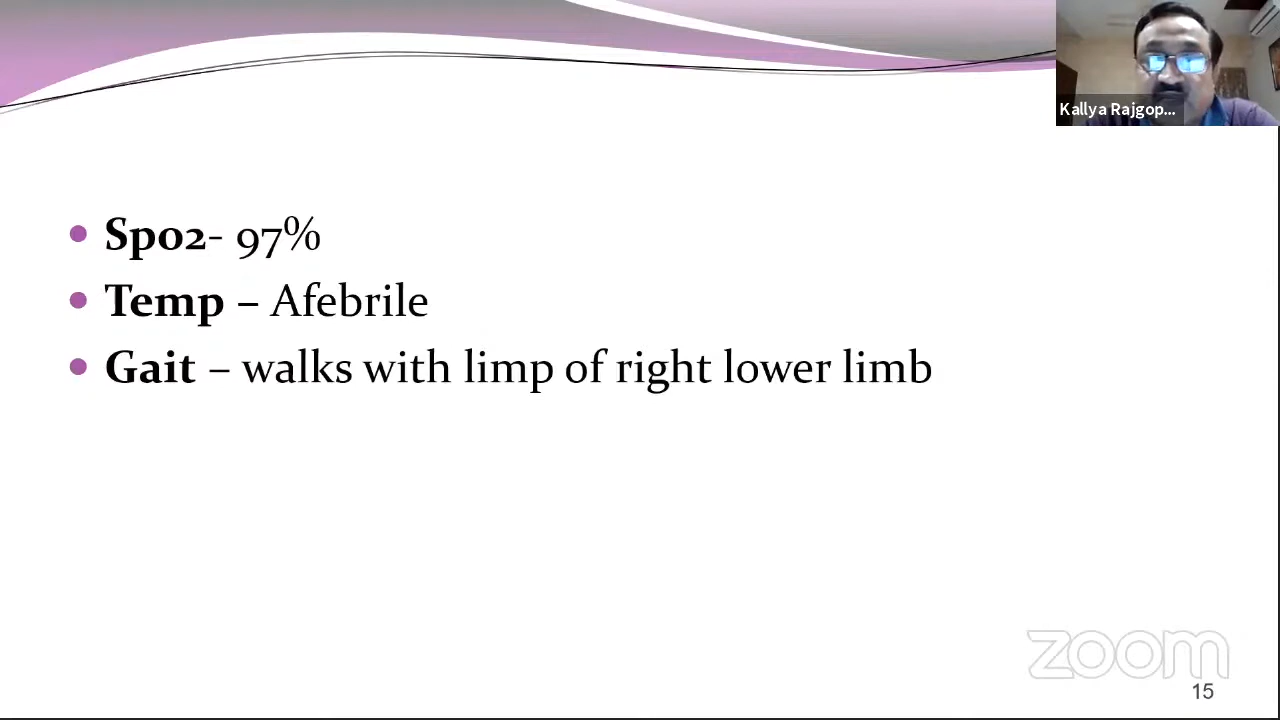 Kallya Rajgop...
Spo2- 97%
Temp – Afebrile
Gait – walks with limp of right lower limb
zoom
15